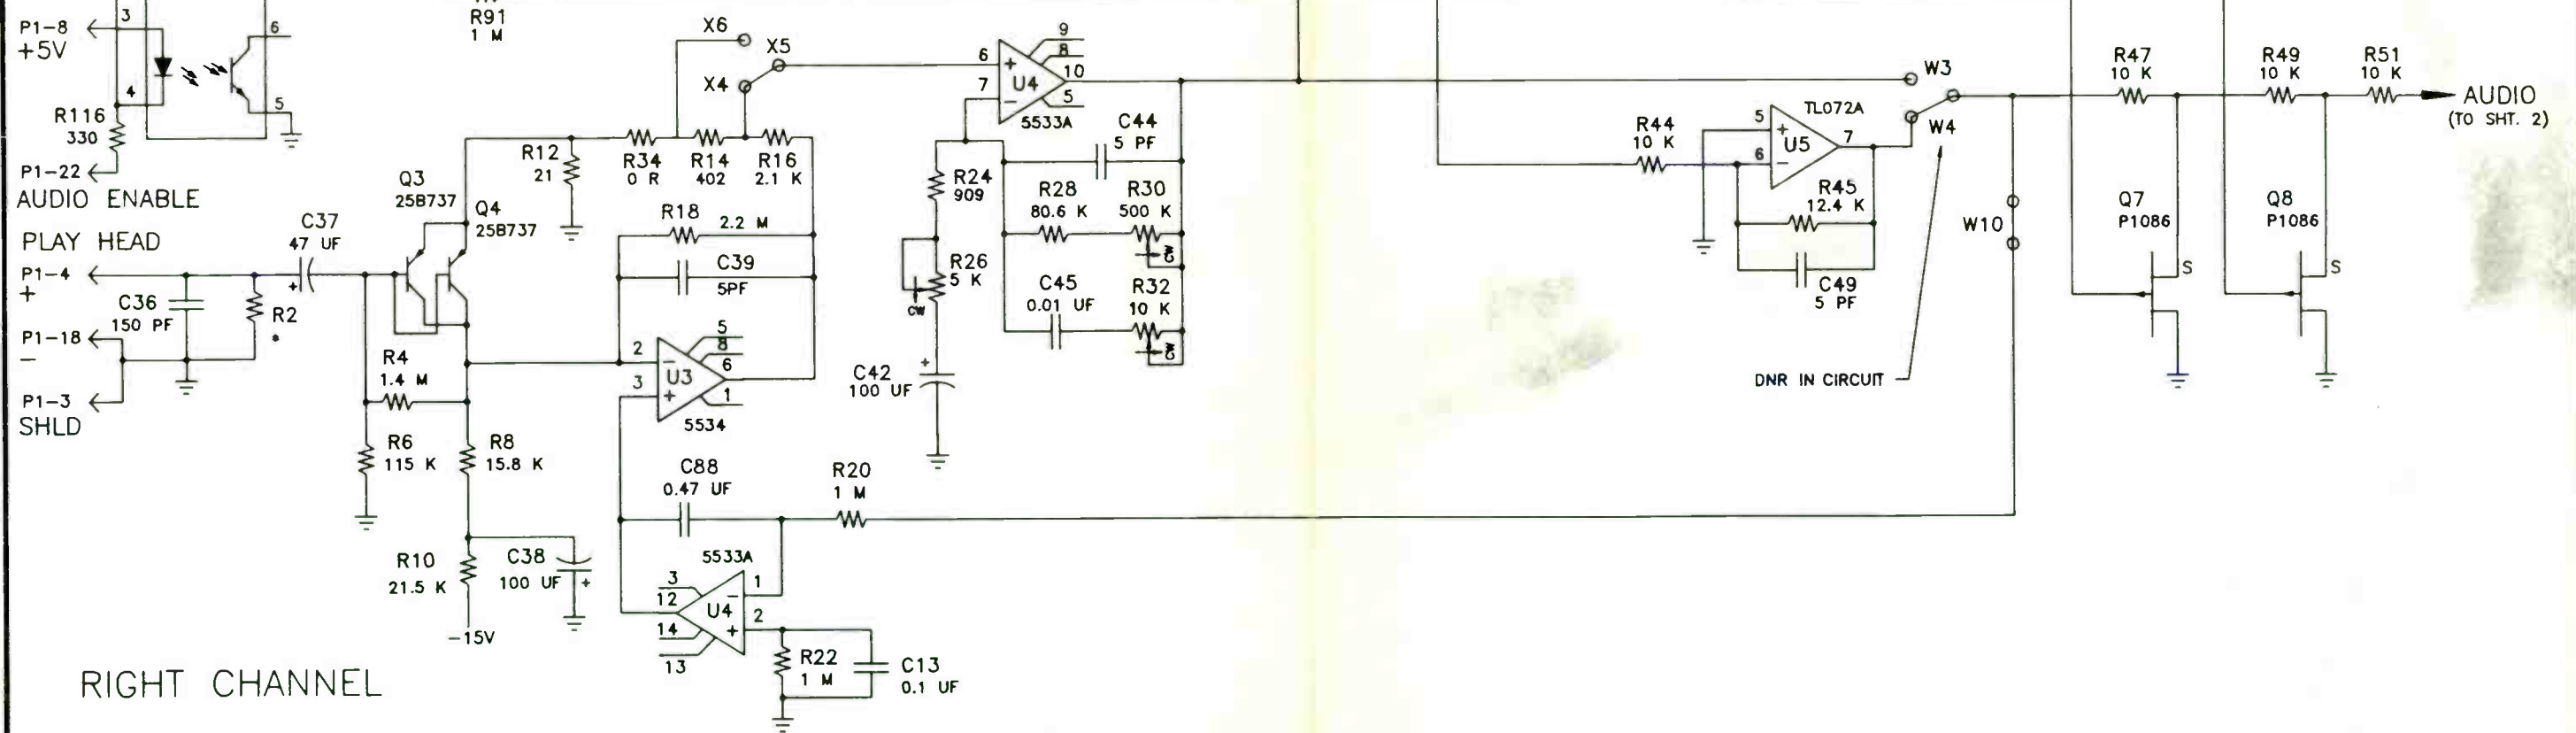 P1-8
+5V
3
6
4
5
R116
330
P1-22
AUDIO ENABLE
R91
1 M
X6
X5
X4
R12
21
R34
0 R
R14
402
R16
2.1 K
Q3
25B737
Q4
25B737
PLAY HEAD
P1-4
+
C37
47 UF
+
C36
150 PF
R2
*
P1-18
−
P1-3
SHLD
R4
1.4 M
R6
115 K
R8
15.8 K
R10
21.5 K
C38
100 UF
+
−15V
R18
2.2 M
C39
5PF
2
3
−
+
U3
5
8
6
1
5534
C88
0.47 UF
R20
1 M
5533A
3
12
14
13
U4
−
+
1
2
R22
1 M
C13
0.1 UF
RIGHT CHANNEL
6
7
+
−
U4
9
8
10
5
5533A
R24
909
R26
5 K
CW
C42
100 UF
+
C44
5 PF
R28
80.6 K
R30
500 K
CW
C45
0.01 UF
R32
10 K
CW
R44
10 K
TL072A
5
6
+
−
U5
7
R45
12.4 K
C49
5 PF
W3
W4
W10
DNR IN CIRCUIT
R47
10 K
R49
10 K
R51
10 K
AUDIO
(TO SHT. 2)
Q7
P1086
S
Q8
P1086
S